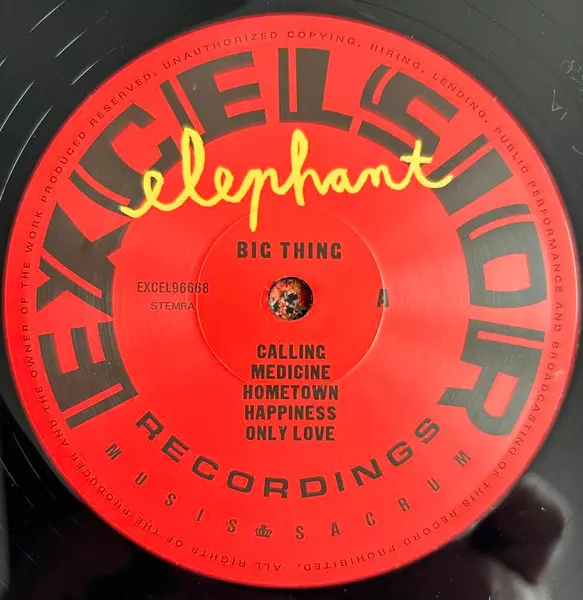 EXCELSIOR
elephant
BIG THING
EXCEL96668
STEMRA
A
CALLING
MEDICINE
HOMETOWN
HAPPINESS
ONLY LOVE
RECORDINGS
MUSIS SACRUM
ALL RIGHTS OF THE PRODUCER AND THE OWNER OF THE WORK PRODUCED RESERVED. UNAUTHORIZED COPYING, HIRING, LENDING, PUBLIC PERFORMANCE AND BROADCASTING OF THIS RECORD PROHIBITED.